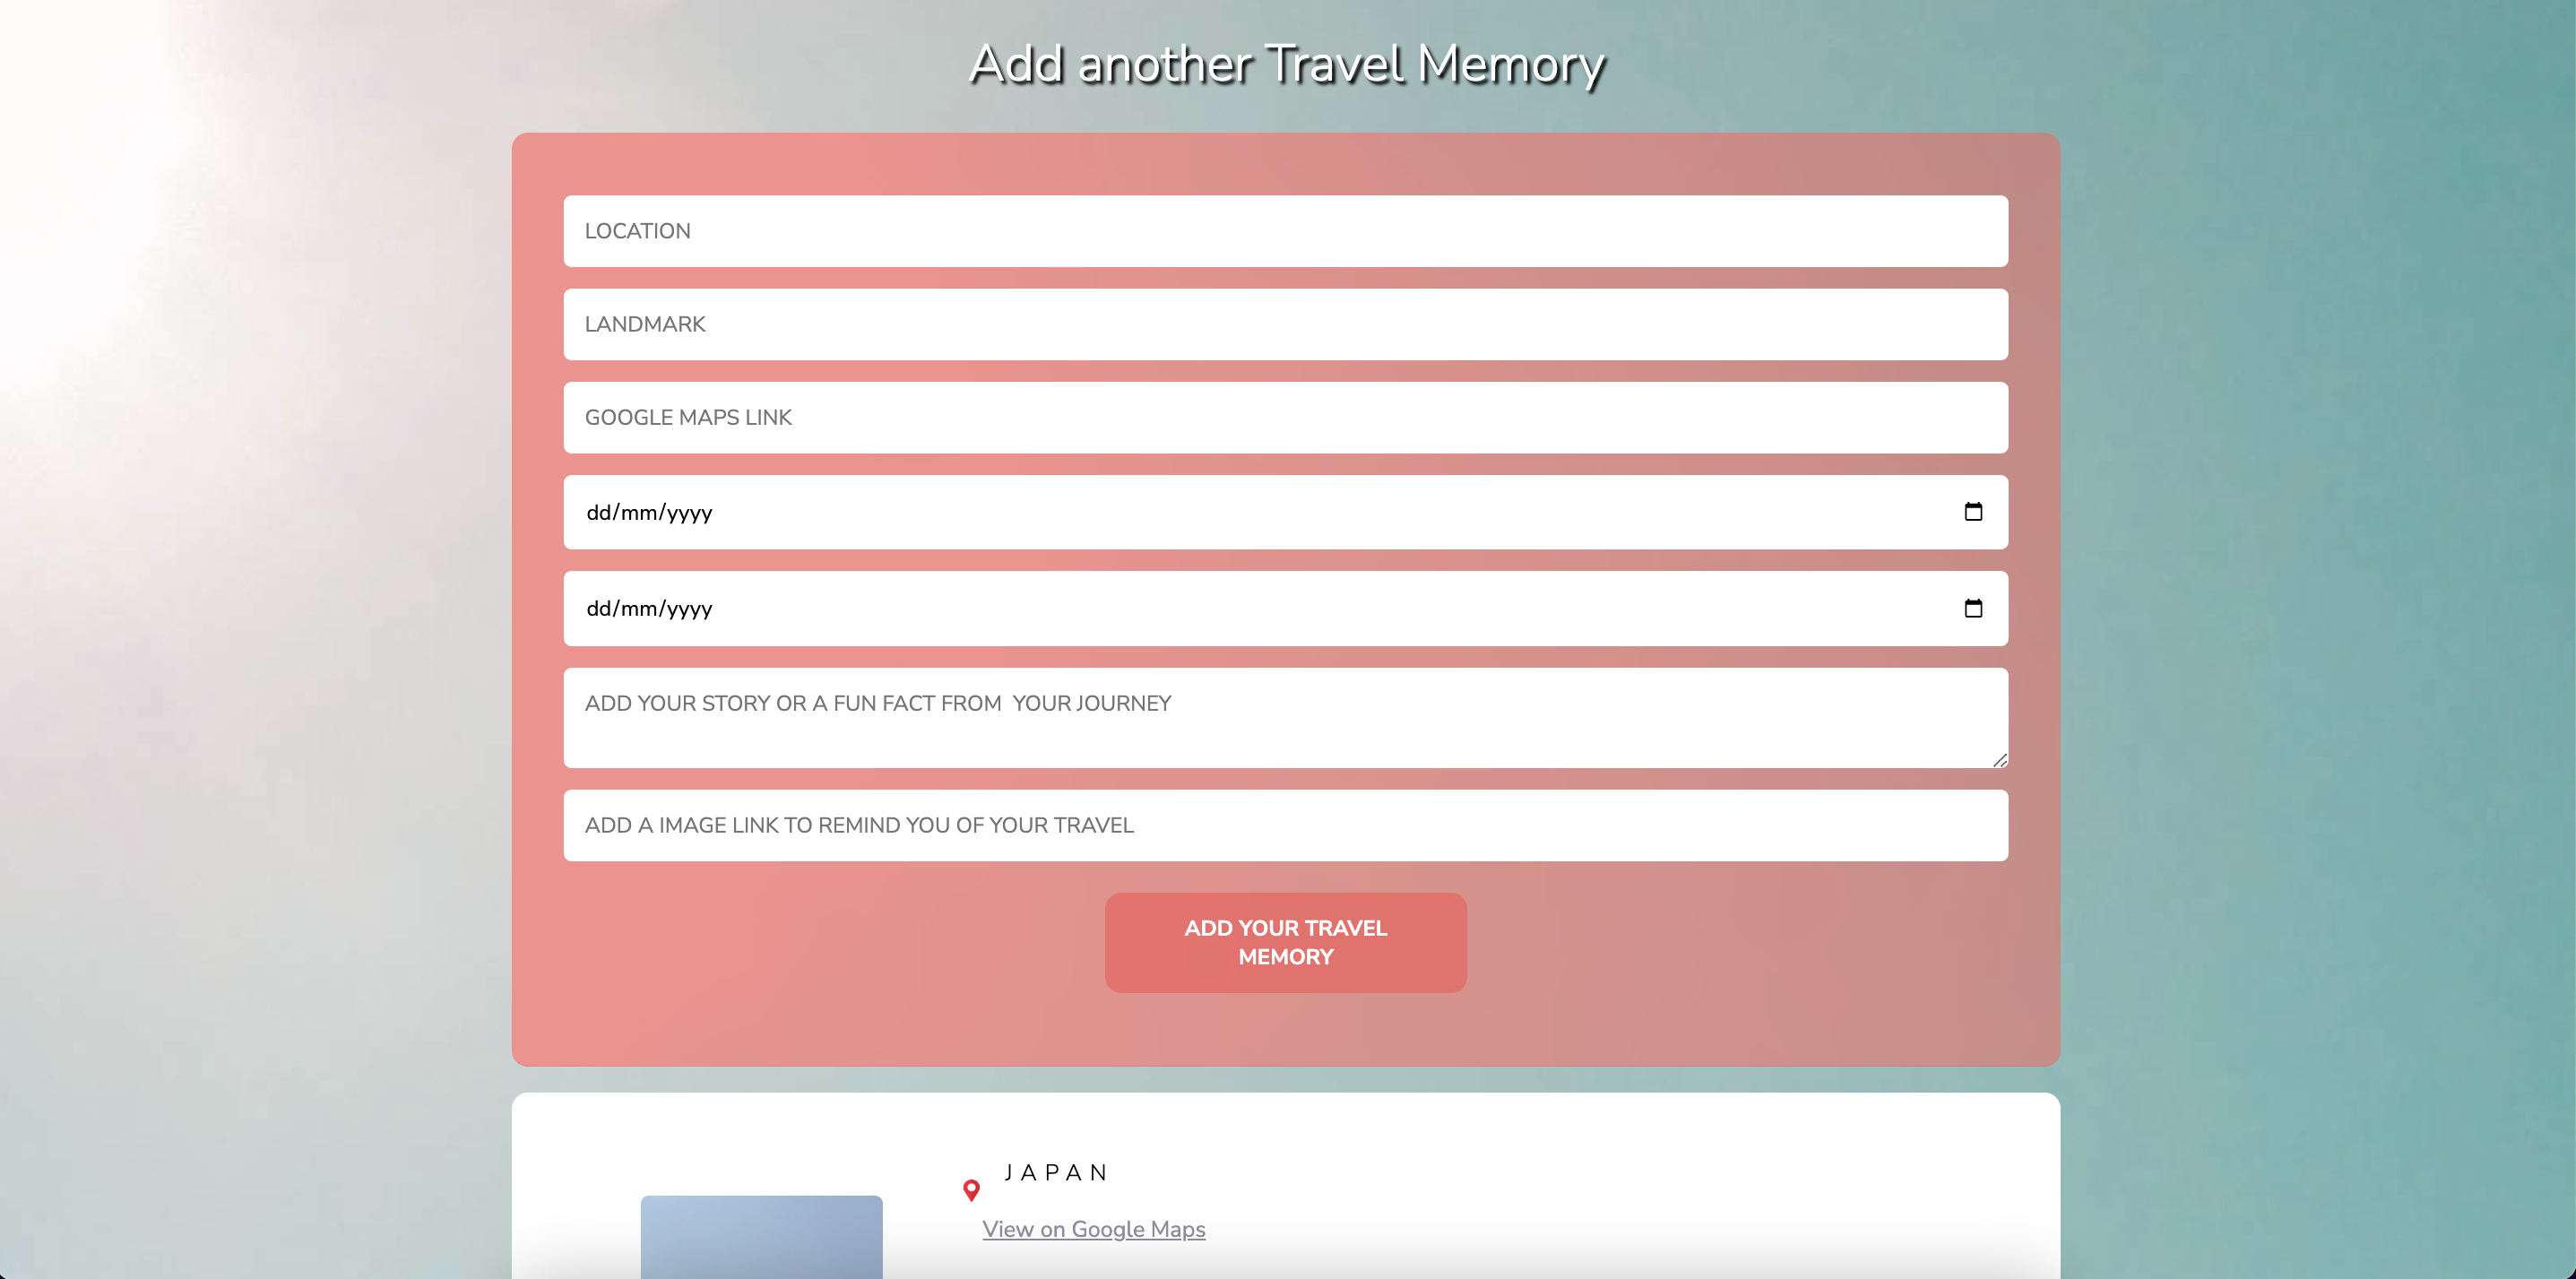 Add another Travel Memory
LOCATION
LANDMARK
GOOGLE MAPS LINK
dd/mm/yyyy
dd/mm/yyyy
ADD YOUR STORY OR A FUN FACT FROM  YOUR JOURNEY
ADD A IMAGE LINK TO REMIND YOU OF YOUR TRAVEL
ADD YOUR TRAVEL
MEMORY
JAPAN
View on Google Maps